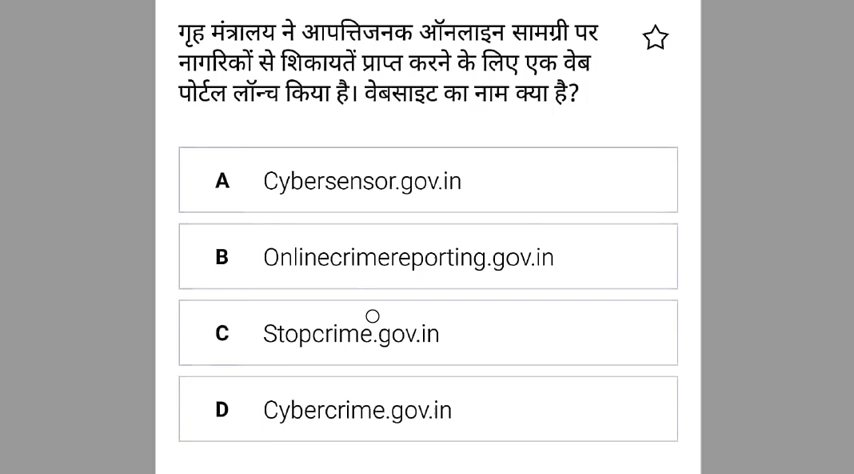 गृह मंत्रालय ने आपत्तिजनक ऑनलाइन सामग्री पर
नागरिकों से शिकायतें प्राप्त करने के लिए एक वेब
पोर्टल लॉन्च किया है। वेबसाइट का नाम क्या है?
A Cybersensor.gov.in
B Onlinecrimereporting.gov.in
C Stopcrime.gov.in
D Cybercrime.gov.in